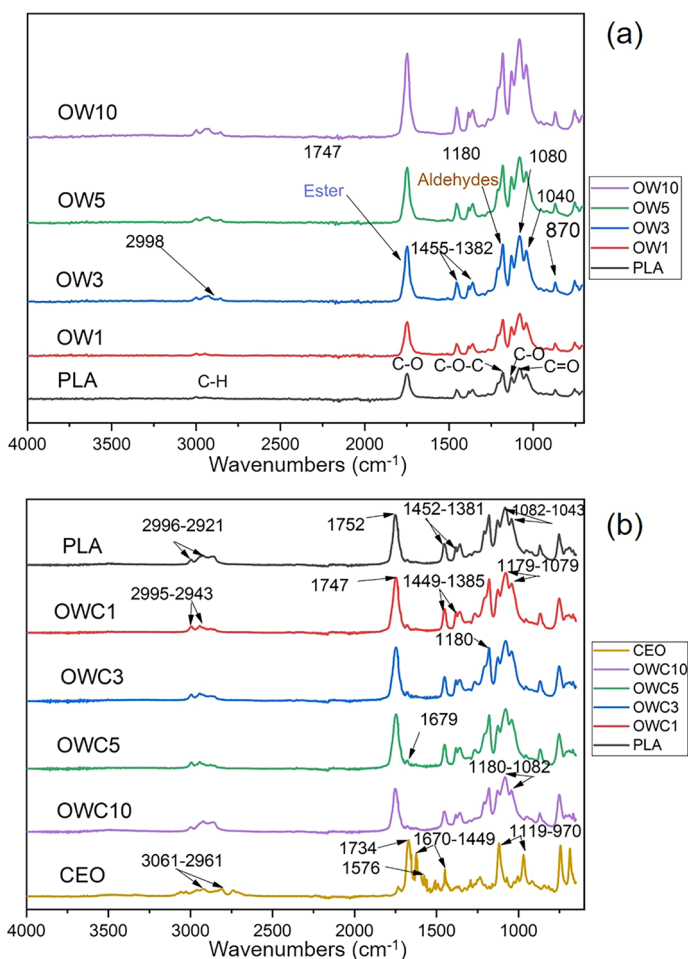 (a)
OW10
1747
1180
1080
OW5
Ester
Aldehydes
1040
2998
1455-1382
870
OW3
OW1
C-O
C-O-C
C-O
C=O
PLA
C-H
OW10
OW5
OW3
OW1
PLA
4000 3500 3000 2500 2000 1500 1000
Wavenumbers (cm-1)
(b)
2996-2921
1752
1452-1381
1082-1043
PLA
2995-2943
1747
1449-1385
1179-1079
OWC1
1180
OWC3
1679
OWC5
1180-1082
OWC10
1734
1670-1449
1119-970
3061-2961
1576
CEO
CEO
OWC10
OWC5
OWC3
OWC1
PLA
4000 3500 3000 2500 2000 1500 1000
Wavenumbers (cm-1)